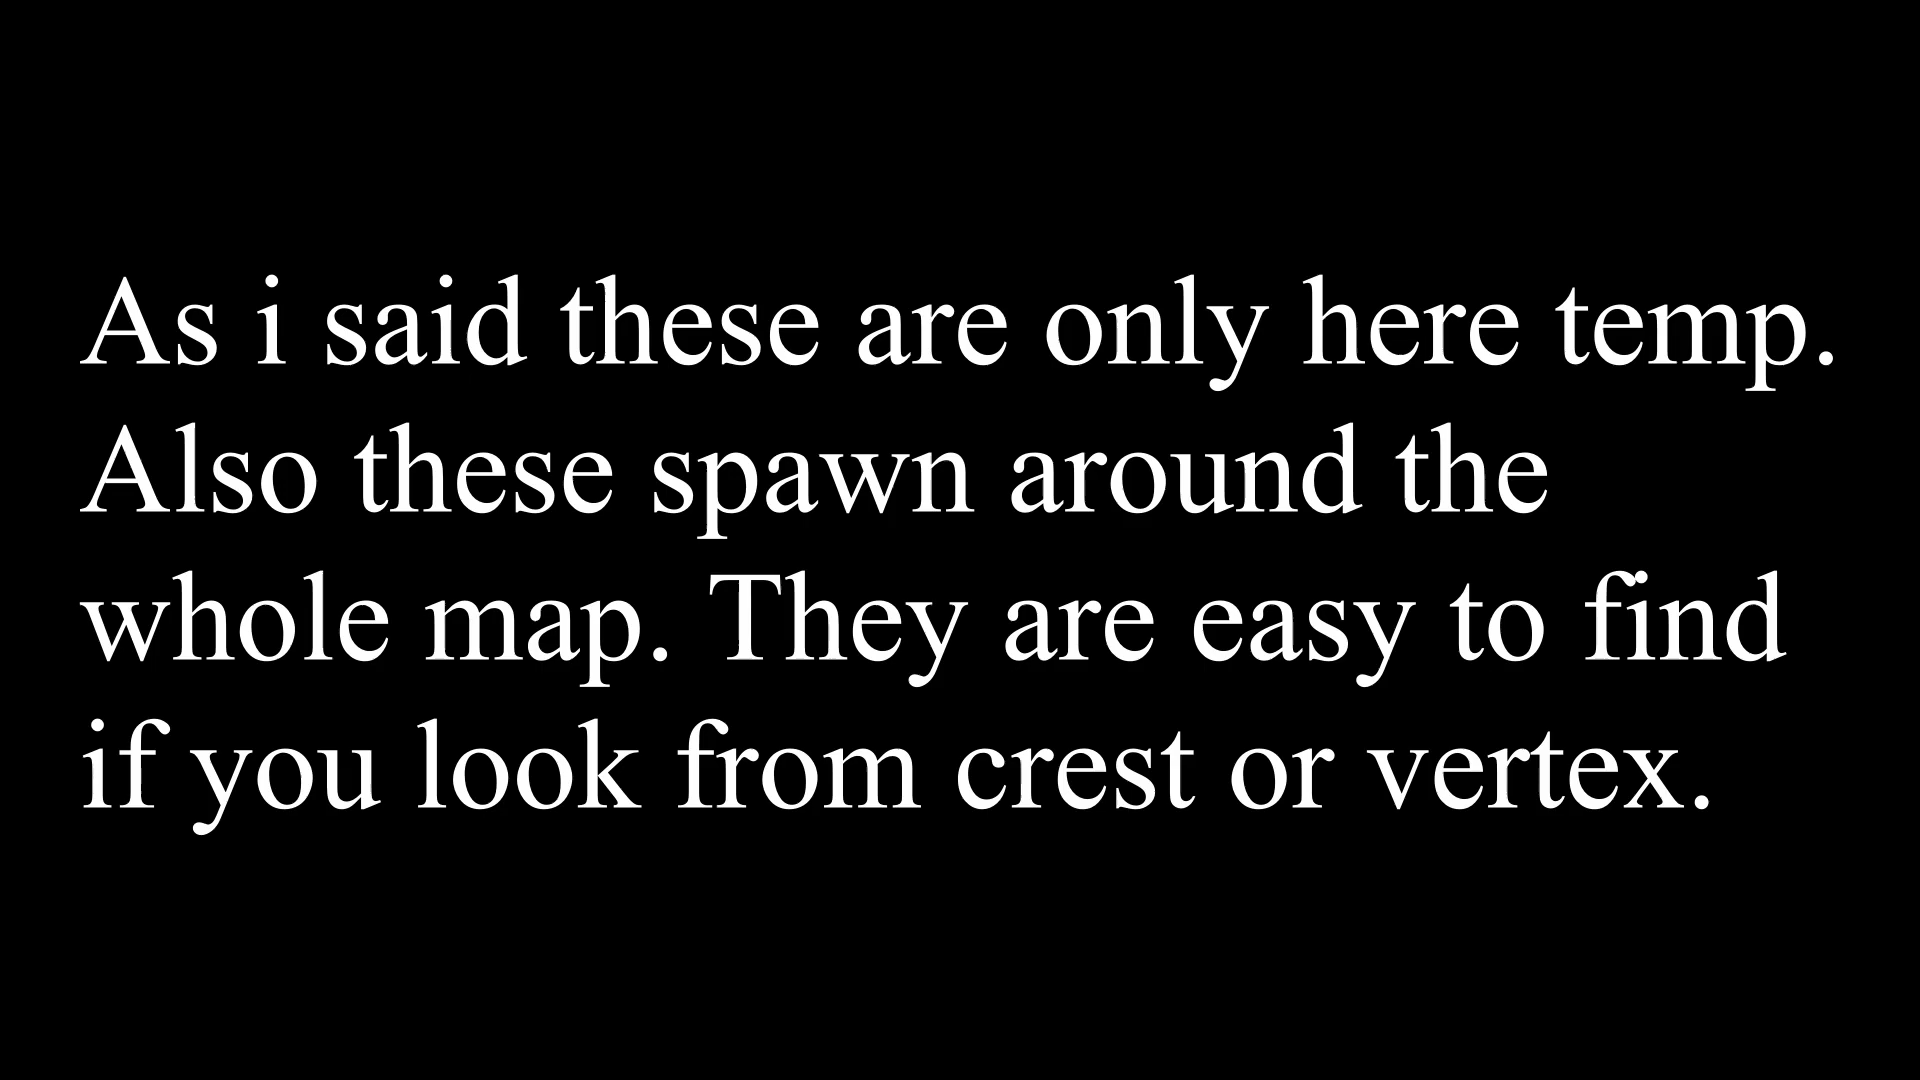 As i said these are only here temp.
Also these spawn around the
whole map. They are easy to find
if you look from crest or vertex.